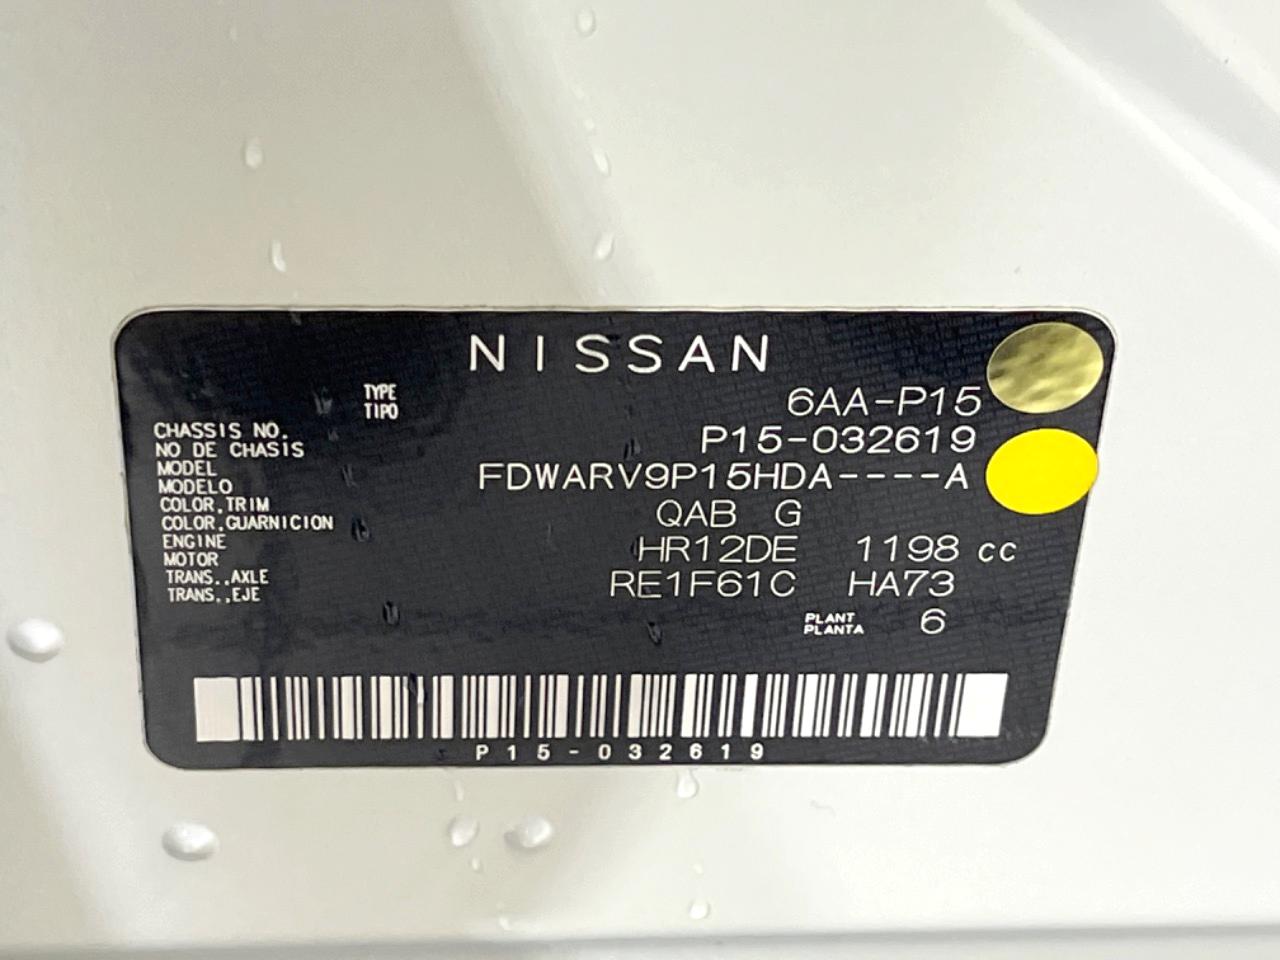 NISSAN
TYPE
TIPO
6AA-P15
CHASSIS NO.
NO DE CHASIS
P15-032619
MODEL
MODELO
FDWARV9P15HDA----A
COLOR,TRIM
COLOR,GUARNICION
QAB G
ENGINE
MOTOR
HR12DE 1198 cc
TRANS.,AXLE
TRANS.,EJE
RE1F61C HA73
PLANT
PLANTA
6
P15-032619